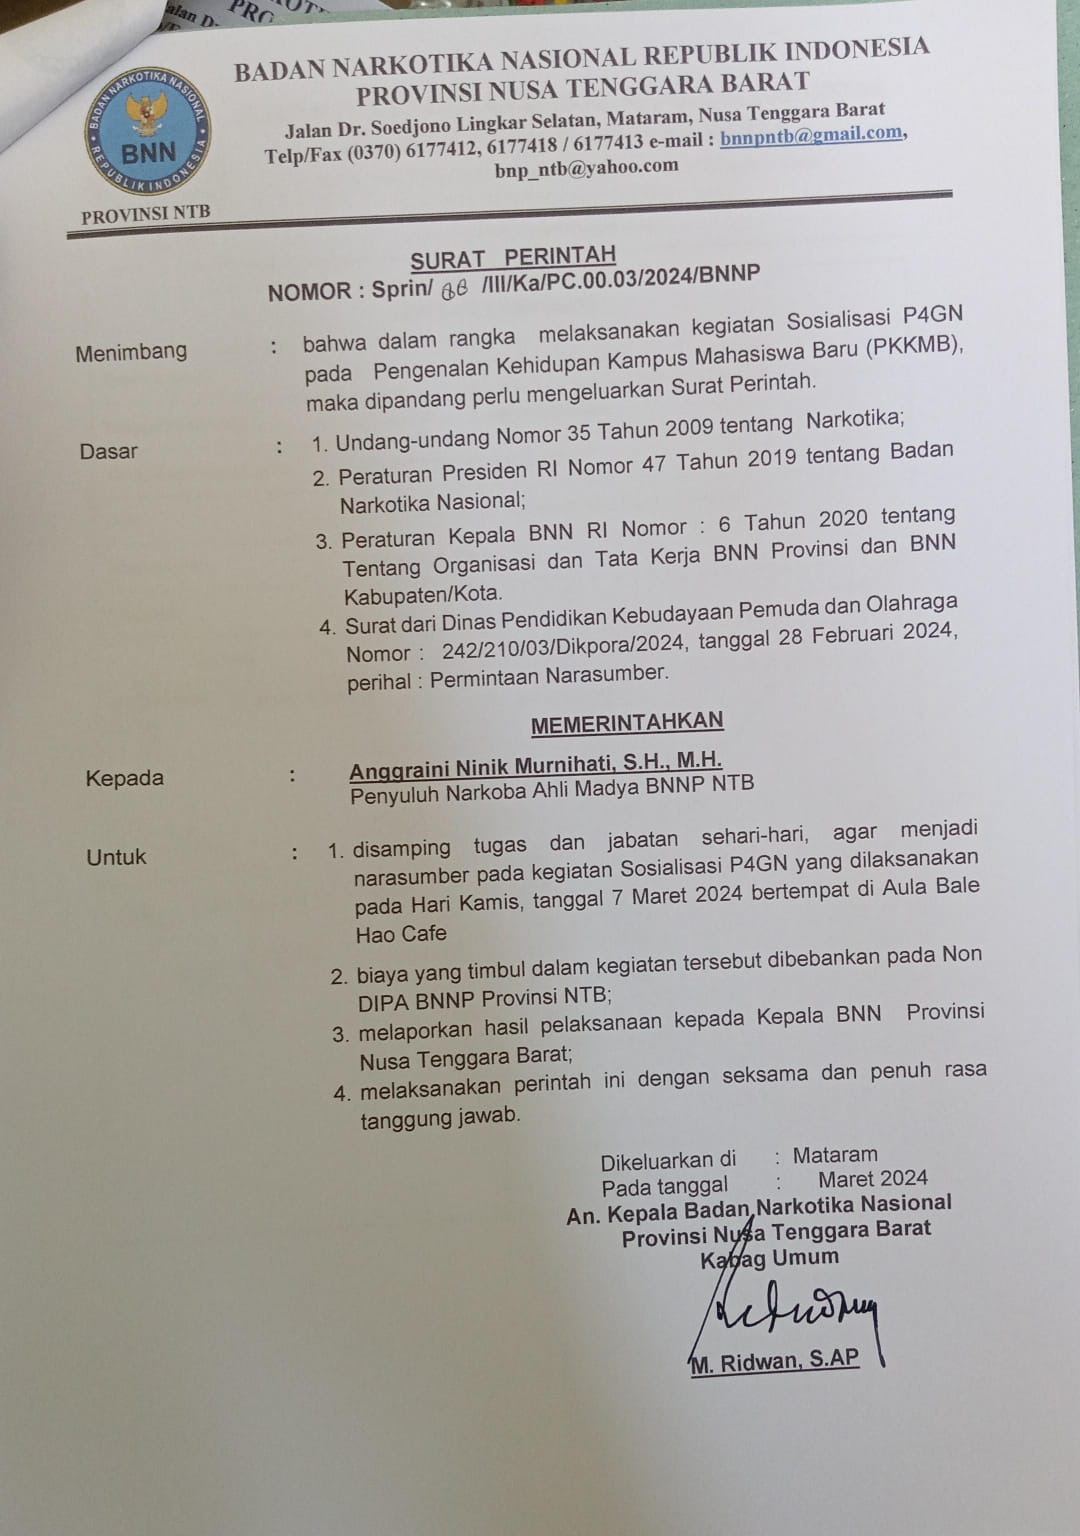 PRO
BADAN NARKOTIKA NASIONAL
BNN
REPUBLIK INDONESIA
PROVINSI NTB
BADAN NARKOTIKA NASIONAL REPUBLIK INDONESIA
PROVINSI NUSA TENGGARA BARAT
Jalan Dr. Soedjono Lingkar Selatan, Mataram, Nusa Tenggara Barat
Telp/Fax (0370) 6177412, 6177418 / 6177413 e-mail : bnnpntb@gmail.com,
bnp_ntb@yahoo.com
SURAT PERINTAH
NOMOR : Sprin/ /III/Ka/PC.00.03/2024/BNNP
Menimbang : bahwa dalam rangka melaksanakan kegiatan Sosialisasi P4GN
pada Pengenalan Kehidupan Kampus Mahasiswa Baru (PKKMB),
maka dipandang perlu mengeluarkan Surat Perintah.
Dasar : 1. Undang-undang Nomor 35 Tahun 2009 tentang Narkotika;
2. Peraturan Presiden RI Nomor 47 Tahun 2019 tentang Badan
Narkotika Nasional;
3. Peraturan Kepala BNN RI Nomor : 6 Tahun 2020 tentang
Tentang Organisasi dan Tata Kerja BNN Provinsi dan BNN
Kabupaten/Kota.
4. Surat dari Dinas Pendidikan Kebudayaan Pemuda dan Olahraga
Nomor : 242/210/03/Dikpora/2024, tanggal 28 Februari 2024,
perihal : Permintaan Narasumber.
MEMERINTAHKAN
Kepada : Anggraini Ninik Murnihati, S.H., M.H.
Penyuluh Narkoba Ahli Madya BNNP NTB
Untuk : 1. disamping tugas dan jabatan sehari-hari, agar menjadi
narasumber pada kegiatan Sosialisasi P4GN yang dilaksanakan
pada Hari Kamis, tanggal 7 Maret 2024 bertempat di Aula Bale
Hao Cafe
2. biaya yang timbul dalam kegiatan tersebut dibebankan pada Non
DIPA BNNP Provinsi NTB;
3. melaporkan hasil pelaksanaan kepada Kepala BNN Provinsi
Nusa Tenggara Barat;
4. melaksanakan perintah ini dengan seksama dan penuh rasa
tanggung jawab.
Dikeluarkan di : Mataram
Pada tanggal : Maret 2024
An. Kepala Badan Narkotika Nasional
Provinsi Nusa Tenggara Barat
Kabag Umum
M. Ridwan, S.AP